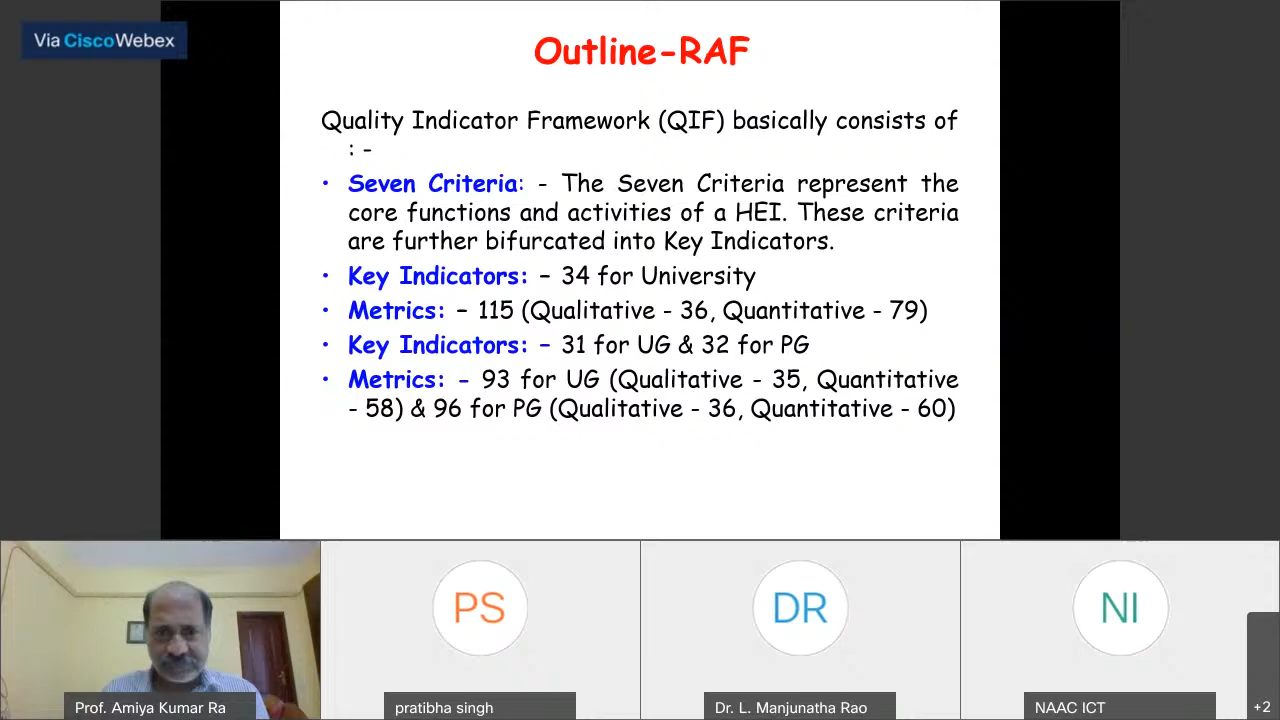 Via Cisco Webex
Outline-RAF
Quality Indicator Framework (QIF) basically consists of
: -
• Seven Criteria: - The Seven Criteria represent the
core functions and activities of a HEI. These criteria
are further bifurcated into Key Indicators.
• Key Indicators: – 34 for University
• Metrics: – 115 (Qualitative - 36, Quantitative - 79)
• Key Indicators: – 31 for UG & 32 for PG
• Metrics: - 93 for UG (Qualitative - 35, Quantitative
- 58) & 96 for PG (Qualitative - 36, Quantitative - 60)
PS
DR
NI
Prof. Amiya Kumar Ra
pratibha singh
Dr. L. Manjunatha Rao
NAAC ICT
+2